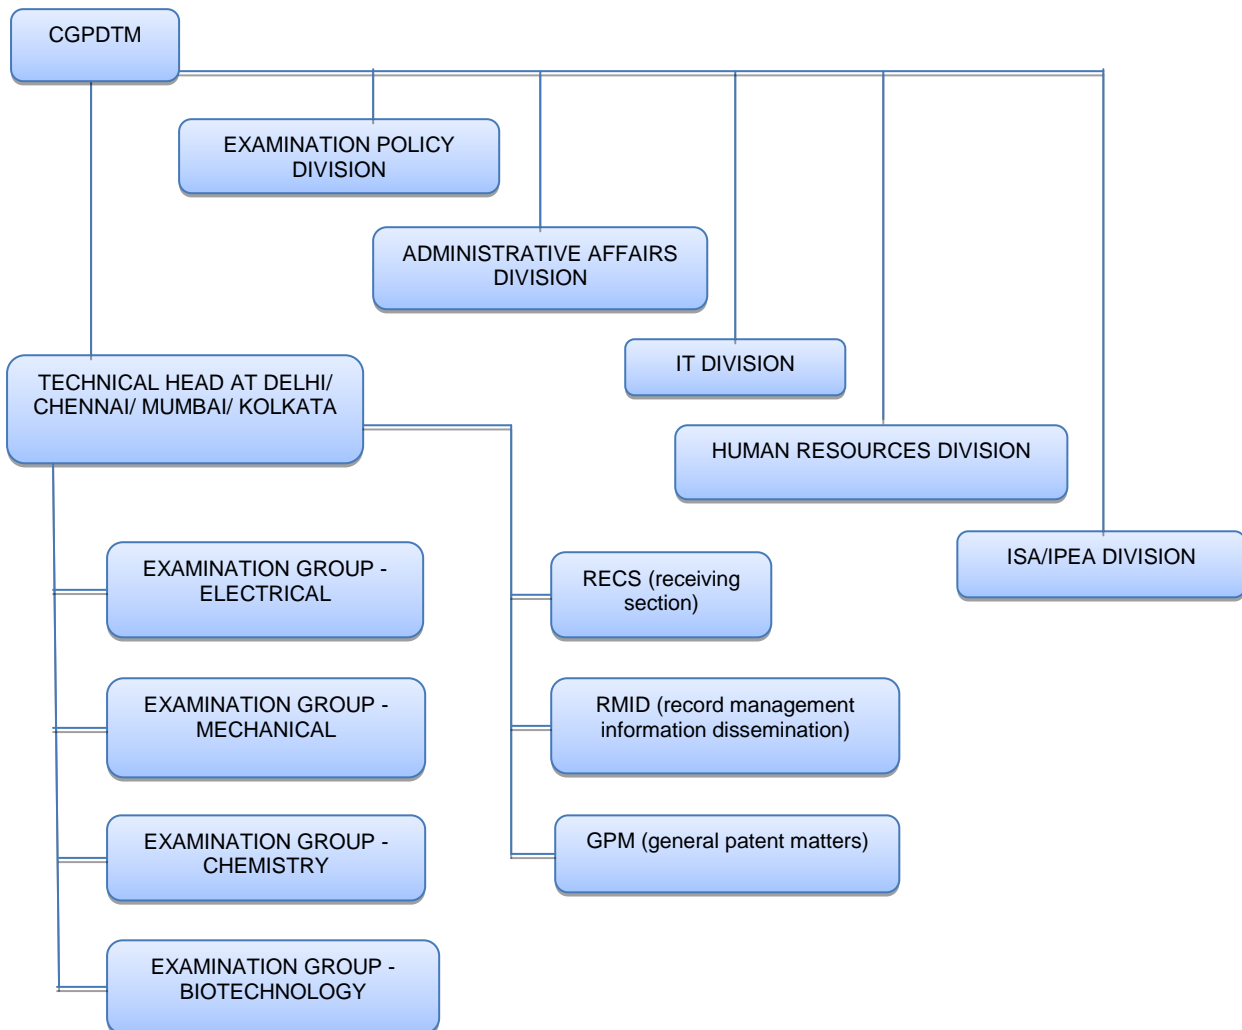 CGPDTM
EXAMINATION POLICY
DIVISION
ADMINISTRATIVE AFFAIRS
DIVISION
IT DIVISION
TECHNICAL HEAD AT DELHI/
CHENNAI/ MUMBAI/ KOLKATA
HUMAN RESOURCES DIVISION
ISA/IPEA DIVISION
EXAMINATION GROUP -
ELECTRICAL
RECS (receiving
section)
EXAMINATION GROUP -
MECHANICAL
RMID (record management
information dissemination)
EXAMINATION GROUP -
CHEMISTRY
GPM (general patent matters)
EXAMINATION GROUP -
BIOTECHNOLOGY